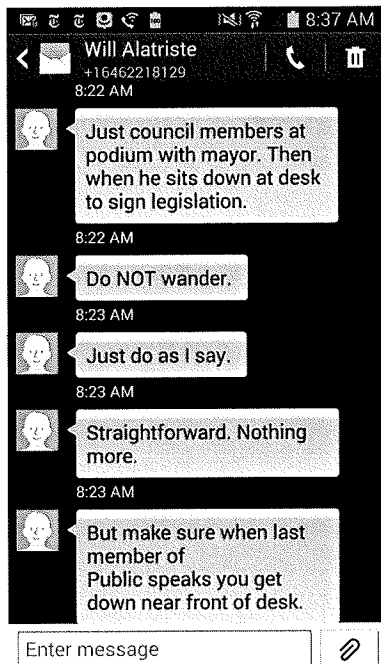 8:37 AM
Will Alatriste
+16462218129
8:22 AM
Just council members at
podium with mayor. Then
when he sits down at desk
to sign legislation.
8:22 AM
Do NOT wander.
8:23 AM
Just do as I say.
8:23 AM
Straightforward. Nothing
more.
8:23 AM
But make sure when last
member of
Public speaks you get
down near front of desk.
Enter message